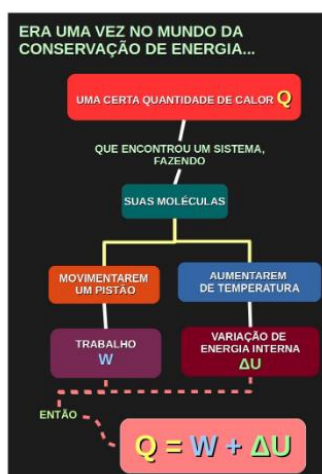 ERA UMA VEZ NO MUNDO DA
CONSERVAÇÃO DE ENERGIA...
UMA CERTA QUANTIDADE DE CALOR Q
QUE ENCONTROU UM SISTEMA,
FAZENDO
SUAS MOLÉCULAS
MOVIMENTAREM
UM PISTÃO
AUMENTAREM
DE TEMPERATURA
TRABALHO
W
VARIAÇÃO DE
ENERGIA INTERNA
ΔU
ENTÃO
Q = W + ΔU